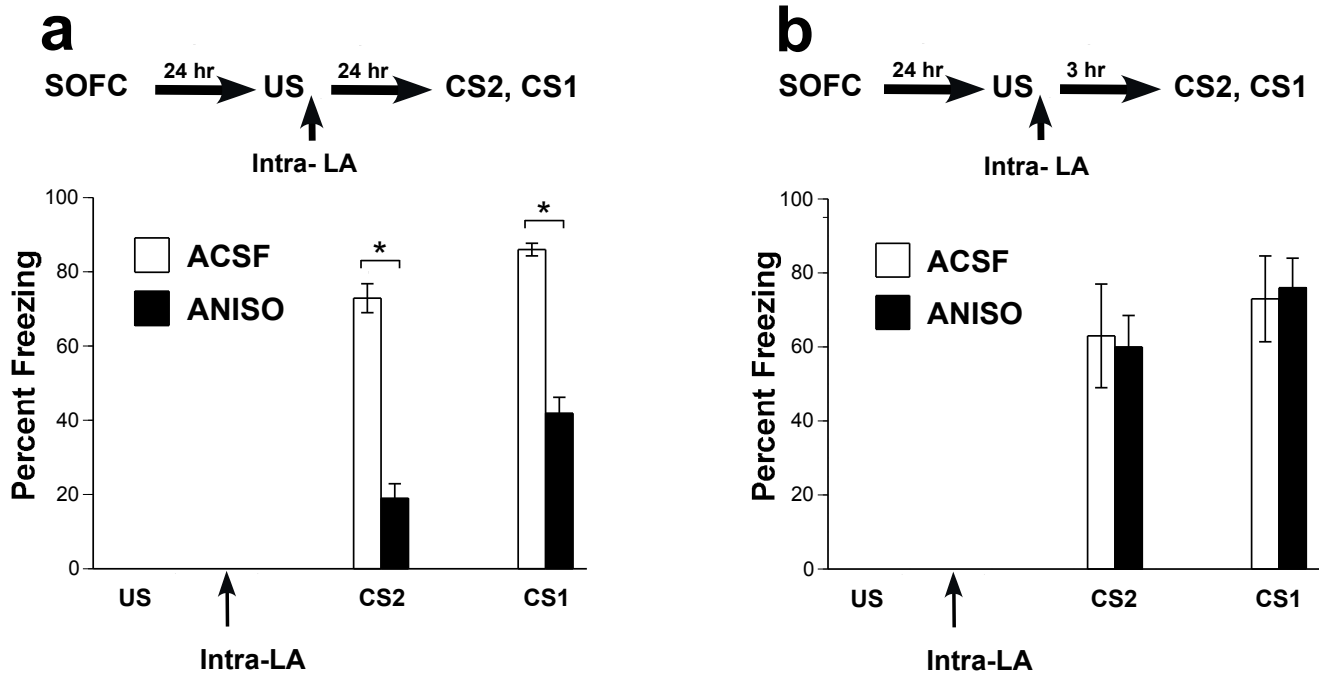 a
24 hr 24 hr
SOFC US CS2, CS1
Intra- LA
100
80
60
40
20
0
Percent Freezing
ACSF
ANISO
*
*
US CS2 CS1
Intra-LA
b
24 hr 3 hr
SOFC US CS2, CS1
Intra- LA
100
80
60
40
20
0
Percent Freezing
ACSF
ANISO
US CS2 CS1
Intra-LA